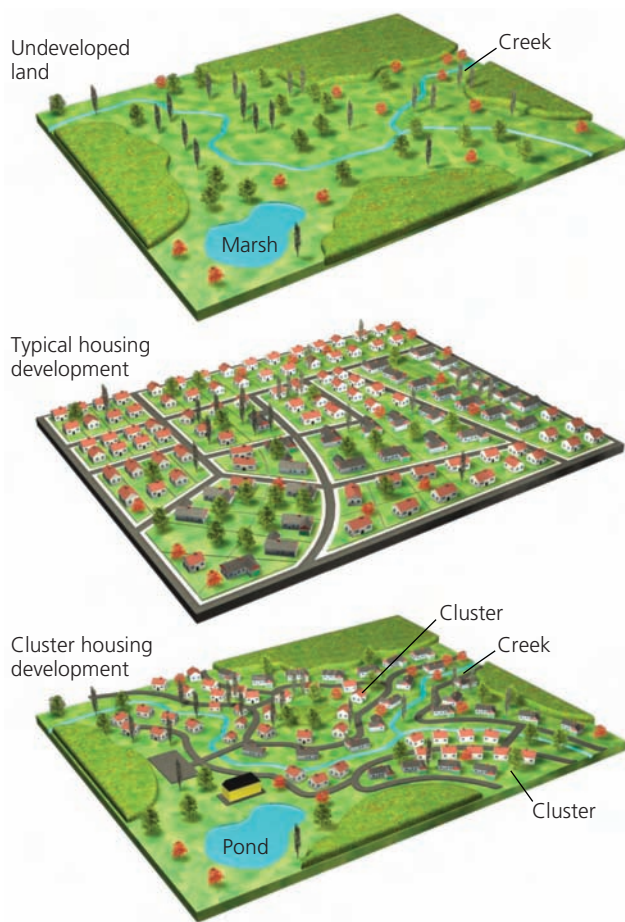 Undeveloped
land
Creek
Marsh
Typical housing
development
Cluster
Cluster housing
development
Creek
Cluster
Pond